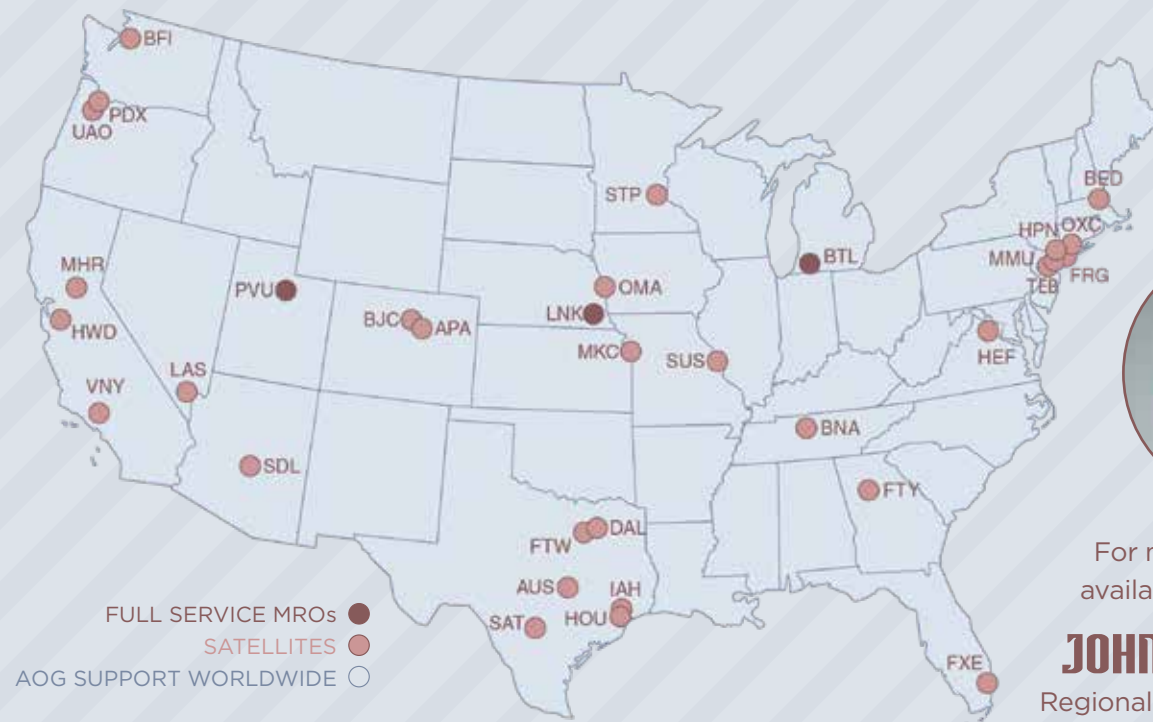 BFI
PDX
UAO
STP
BED
HPN OXC
MMU
TEB
FRG
MHR
PVU
BTL
OMA
LNK
BJC
APA
HWD
MKC
SUS
HEF
LAS
VNY
BNA
SDL
FTY
DAL
FTW
AUS
IAH
SAT
HOU
FXE
FULL SERVICE MROs
SATELLITES
AOG SUPPORT WORLDWIDE
For
availa
JOHN
Regional